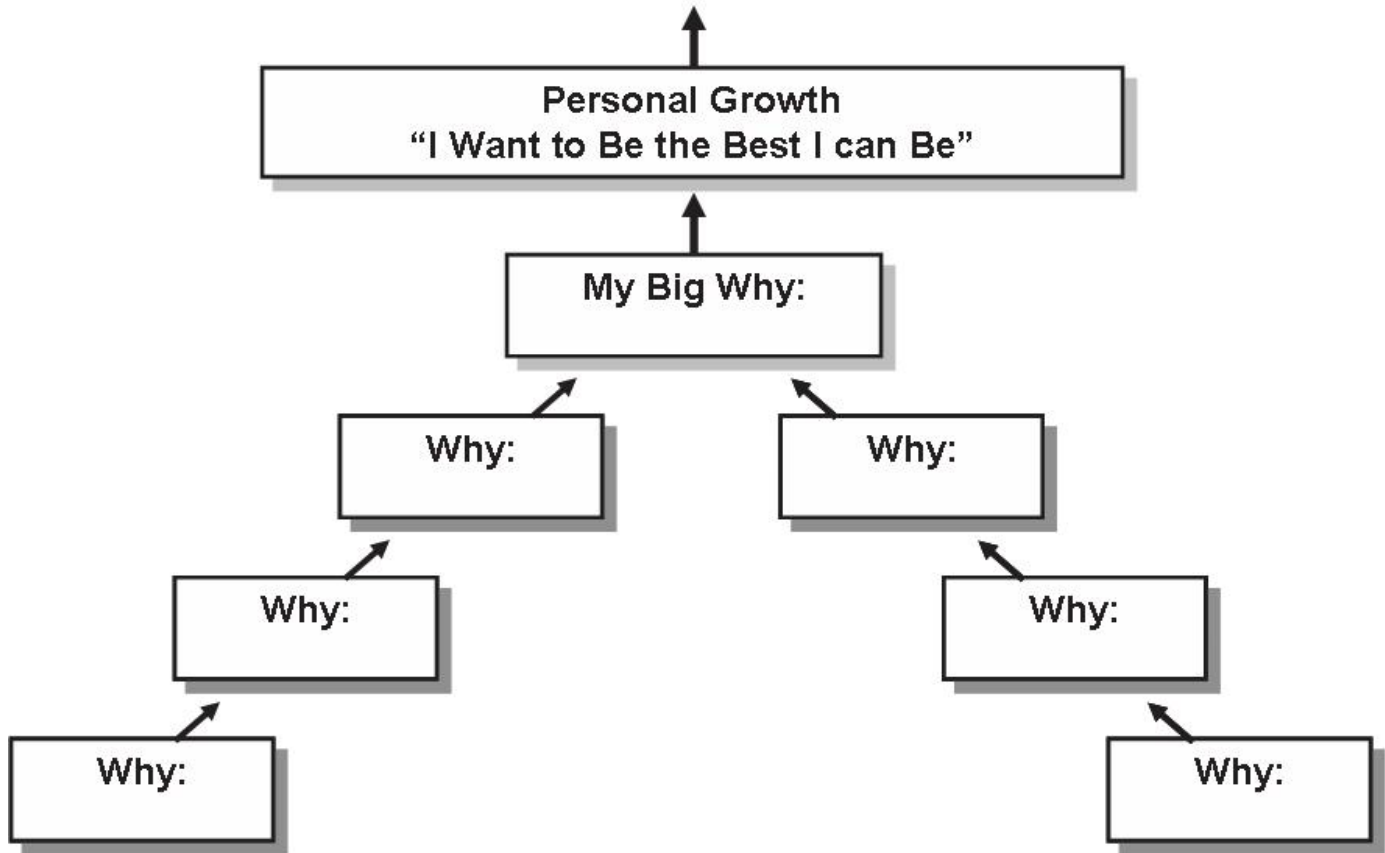 Personal Growth
“I Want to Be the Best I can Be”
My Big Why:
Why:
Why:
Why:
Why:
Why:
Why: